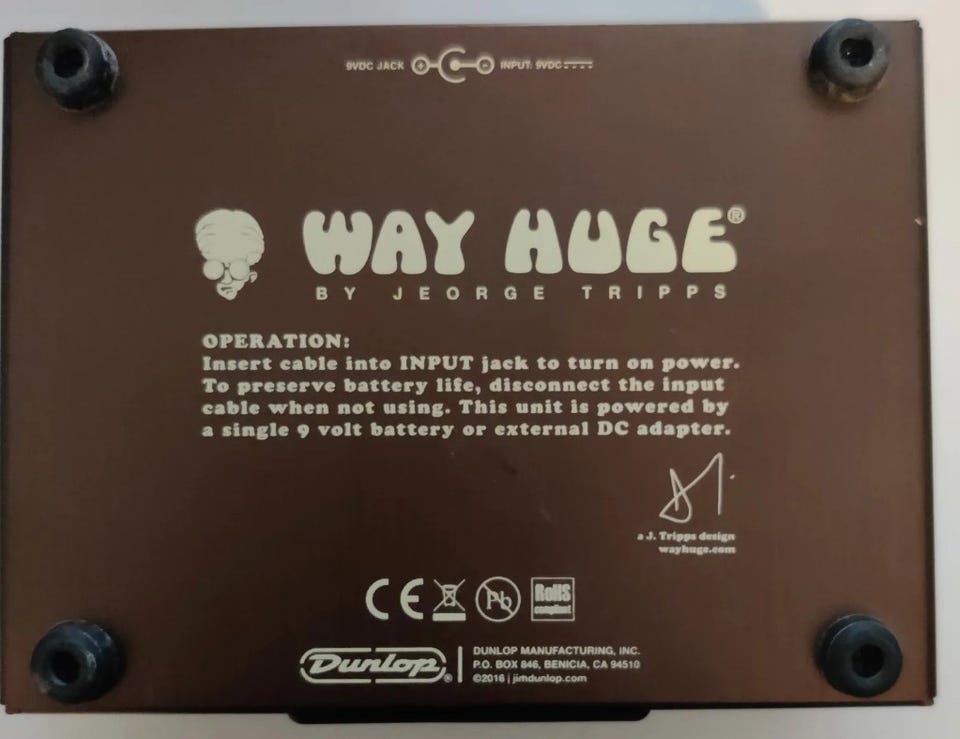 9VDC JACK + - INPUT: 9VDC
WAY HUGE®
BY JEORGE TRIPPS
OPERATION:
Insert cable into INPUT jack to turn on power.
To preserve battery life, disconnect the input
cable when not using. This unit is powered by
a single 9 volt battery or external DC adapter.
a J. Tripps design
wayhuge.com
CE Pb RoHS
compliant
Dunlop®
DUNLOP MANUFACTURING, INC.
P.O. BOX 846, BENICIA, CA 94510
©2016 | jimdunlop.com